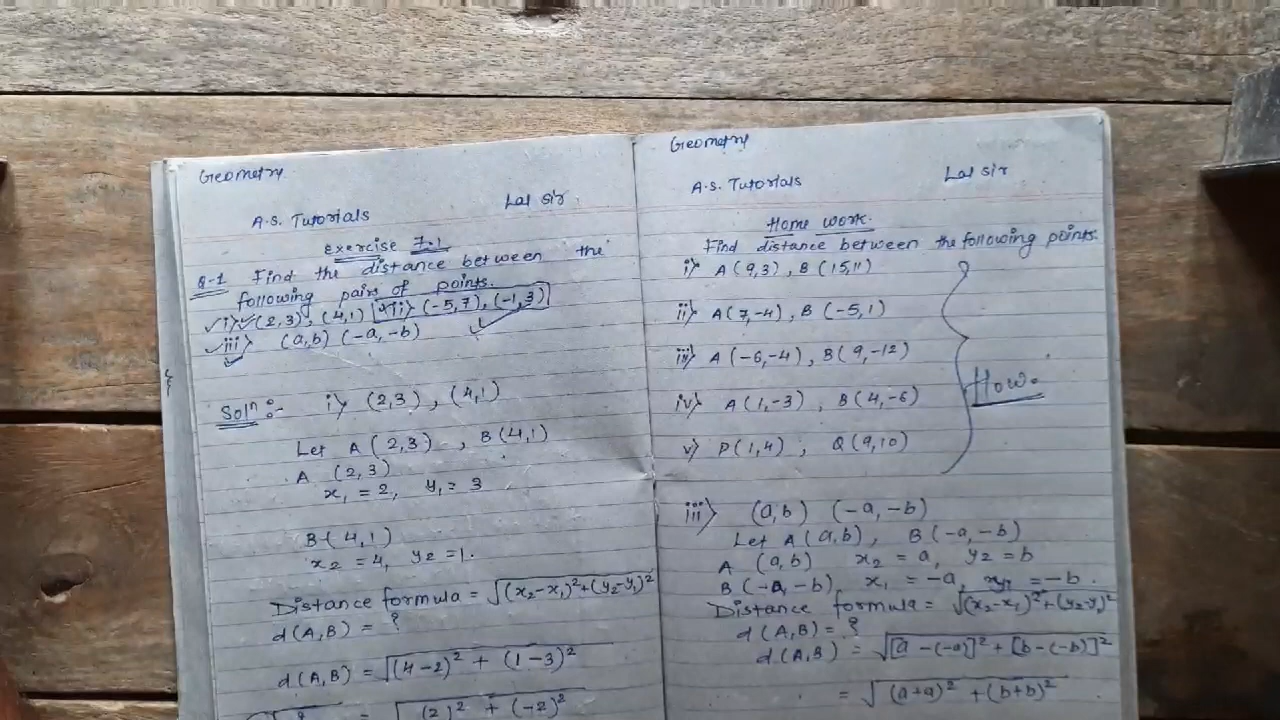 Geometry
A.S. Tutorials Lal sir
Exercise 7.1
Q-1 Find the distance between the
following pairs of points.
i) (2,3), (4,1) ii) (-5,7), (-1,3)
iii) (a,b) (-a,-b)
Soln:- i) (2,3), (4,1)
Let A(2,3), B(4,1)
A (2,3)
x₁ = 2, y₁ = 3
B(4,1)
x₂ = 4, y₂ = 1.
Distance formula = √(x₂-x₁)²+(y₂-y₁)²
d(A,B) = ?
d(A,B) = √(4-2)² + (1-3)²
= √(2)² + (-2)²
Geometry
A.S. Tutorials Lal sir
Home work.
Find distance between the following points.
i) A(9,3), B(15,11)
ii) A(7,-4), B(-5,1)
iii) A(-6,-4), B(9,-12)
iv) A(1,-3), B(4,-6)
v) P(1,4), Q(9,10)
H.w.
iii) (a,b) (-a,-b)
Let A(a,b), B(-a,-b)
A (a,b) x₂ = a, y₂ = b
B(-a,-b), x₁ = -a, y₁ = -b.
Distance formula = √(x₂-x₁)²+(y₂-y₁)²
d(A,B) = ?
d(A,B) = √[a-(-a)]²+[b-(-b)]²
= √(a+a)²+(b+b)²